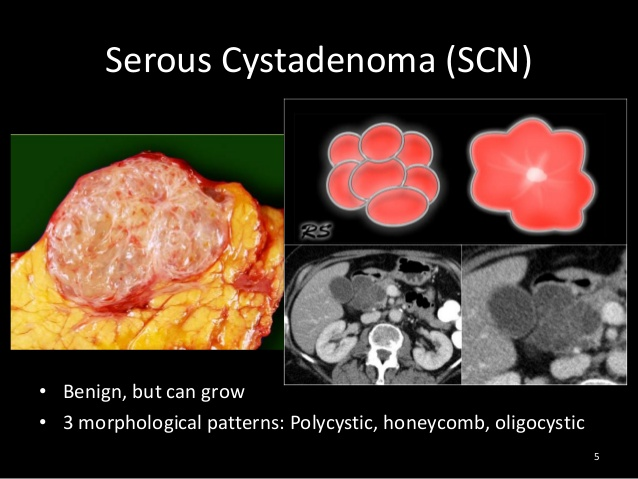 Serous Cystadenoma (SCN)
RS
• Benign, but can grow
• 3 morphological patterns: Polycystic, honeycomb, oligocystic
5